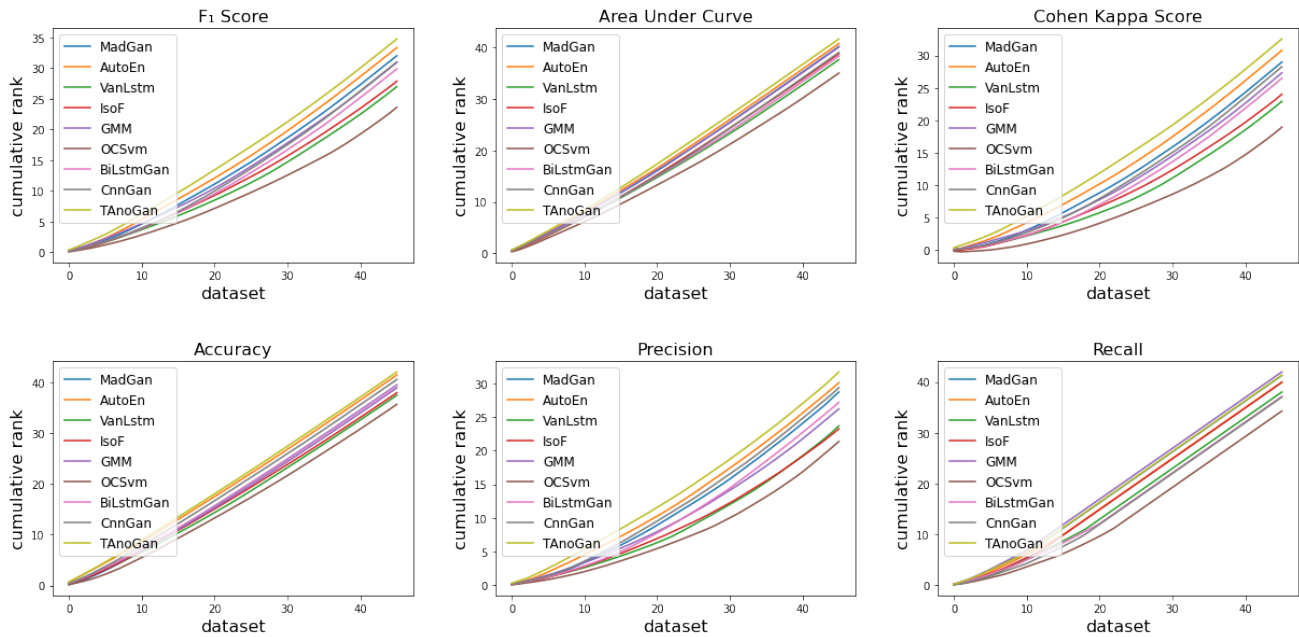 F₁ Score
cumulative rank
35
30
25
20
15
10
5
0
MadGan
AutoEn
VanLstm
IsoF
GMM
OCSvm
BiLstmGan
CnnGan
TAnoGan
0 10 20 30 40
dataset
Area Under Curve
cumulative rank
40
30
20
10
0
MadGan
AutoEn
VanLstm
IsoF
GMM
OCSvm
BiLstmGan
CnnGan
TAnoGan
0 10 20 30 40
dataset
Cohen Kappa Score
cumulative rank
30
25
20
15
10
5
0
MadGan
AutoEn
VanLstm
IsoF
GMM
OCSvm
BiLstmGan
CnnGan
TAnoGan
0 10 20 30 40
dataset
Accuracy
cumulative rank
40
30
20
10
0
MadGan
AutoEn
VanLstm
IsoF
GMM
OCSvm
BiLstmGan
CnnGan
TAnoGan
0 10 20 30 40
dataset
Precision
cumulative rank
30
25
20
15
10
5
0
MadGan
AutoEn
VanLstm
IsoF
GMM
OCSvm
BiLstmGan
CnnGan
TAnoGan
0 10 20 30 40
dataset
Recall
cumulative rank
40
30
20
10
0
MadGan
AutoEn
VanLstm
IsoF
GMM
OCSvm
BiLstmGan
CnnGan
TAnoGan
0 10 20 30 40
dataset